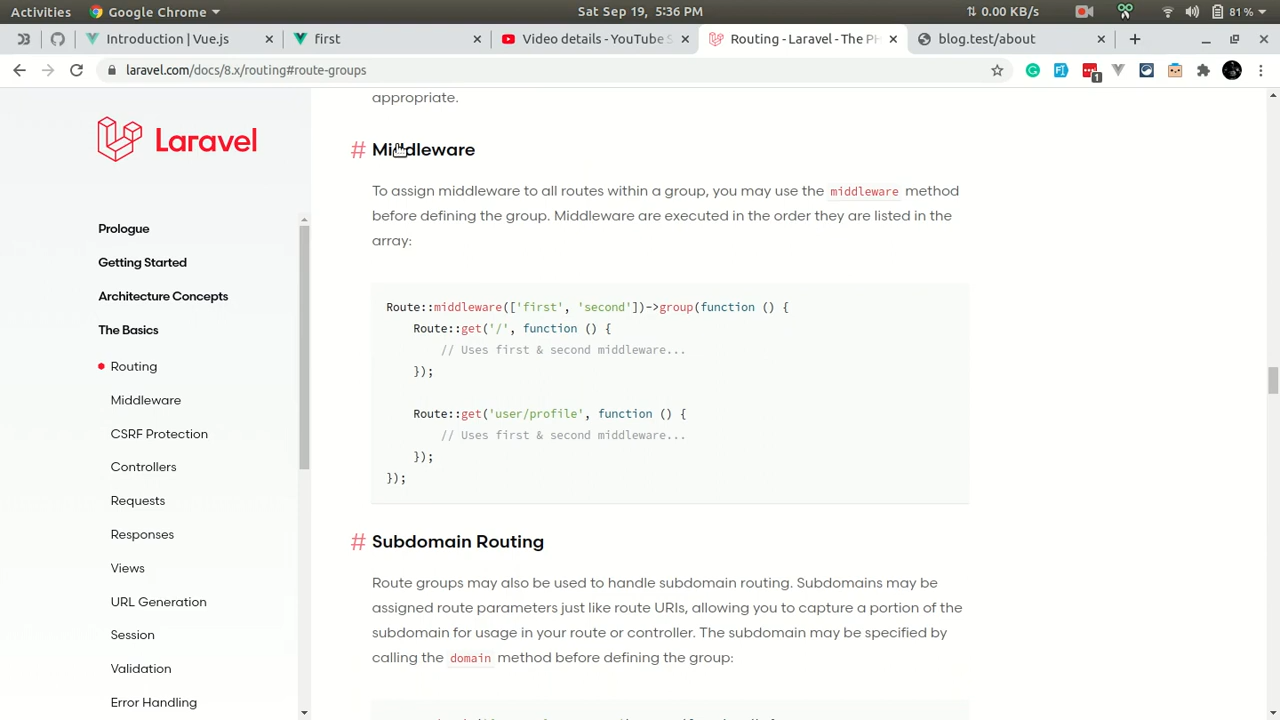 Activities
Google Chrome
Sat Sep 19, 5:36 PM
0.00 KB/s
81 %
Introduction | Vue.js
first
Video details - YouTube S
Routing - Laravel - The PH
blog.test/about
laravel.com/docs/8.x/routing#route-groups
1
Laravel
Prologue
Getting Started
Architecture Concepts
The Basics
Routing
Middleware
CSRF Protection
Controllers
Requests
Responses
Views
URL Generation
Session
Validation
Error Handling
appropriate.
# Middleware
To assign middleware to all routes within a group, you may use the middleware method
before defining the group. Middleware are executed in the order they are listed in the
array:
Route::middleware(['first', 'second'])->group(function () {
Route::get('/', function () {
// Uses first & second middleware...
});
Route::get('user/profile', function () {
// Uses first & second middleware...
});
});
# Subdomain Routing
Route groups may also be used to handle subdomain routing. Subdomains may be
assigned route parameters just like route URIs, allowing you to capture a portion of the
subdomain for usage in your route or controller. The subdomain may be specified by
calling the domain method before defining the group: